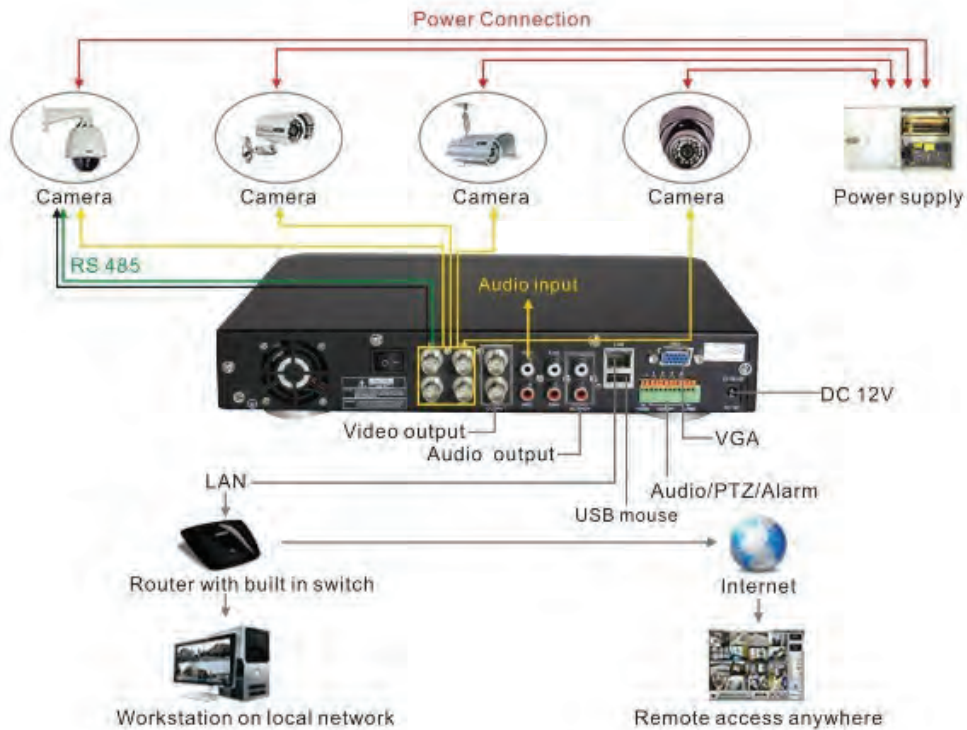 Power Connection
Camera
Camera
Camera
Camera
Power supply
RS 485
Audio input
DC 12V
Video output
VGA
Audio output
LAN
Audio/PTZ/Alarm
USB mouse
Router with built in switch
Internet
Workstation on local network
Remote access anywhere